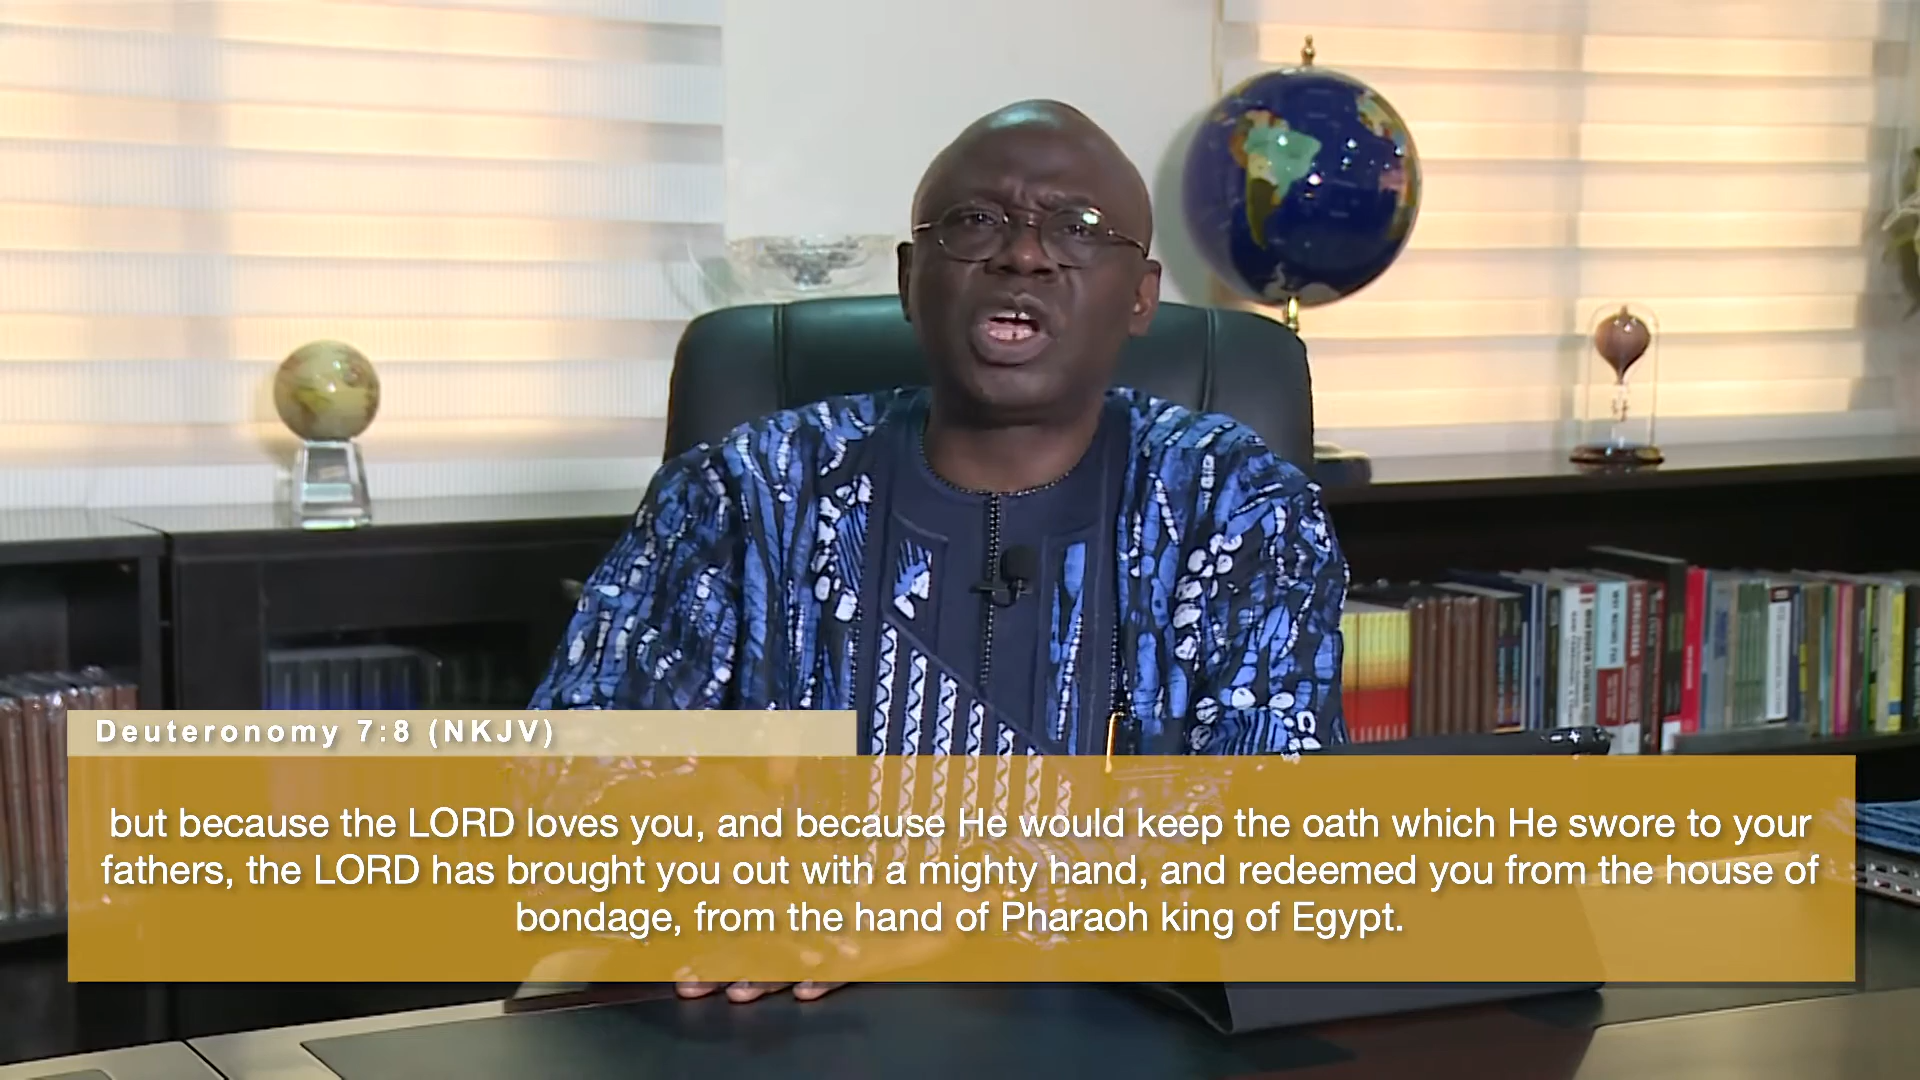 Deuteronomy 7:8 (NKJV)
but because the LORD loves you, and because He would keep the oath which He swore to your
fathers, the LORD has brought you out with a mighty hand, and redeemed you from the house of
bondage, from the hand of Pharaoh king of Egypt.